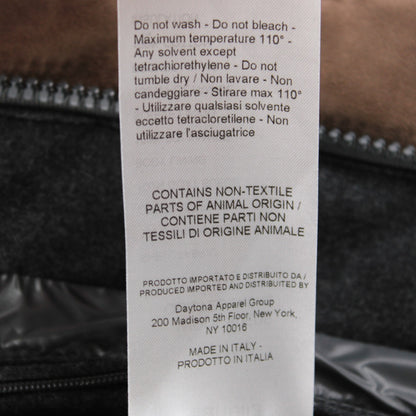 Do not wash - Do not bleach -
Maximum temperature 110° -
Any solvent except
tetrachiorethylene - Do not
tumble dry / Non lavare - Non
candeggiare - Stirare max 110°
- Utilizzare qualsiasi solvente
eccetto tetracloretilene - Non
utilizzare l'asciugatrice
CONTAINS NON-TEXTILE
PARTS OF ANIMAL ORIGIN /
CONTIENE PARTI NON
TESSILI DI ORIGINE ANIMALE
PRODOTTO IMPORTATO E DISTRIBUITO DA /
PRODUCED IMPORTED AND DISTRIBUTED BY
Daytona Apparel Group
200 Madison 5th Floor, New York,
NY 10016
MADE IN ITALY -
PRODOTTO IN ITALIA